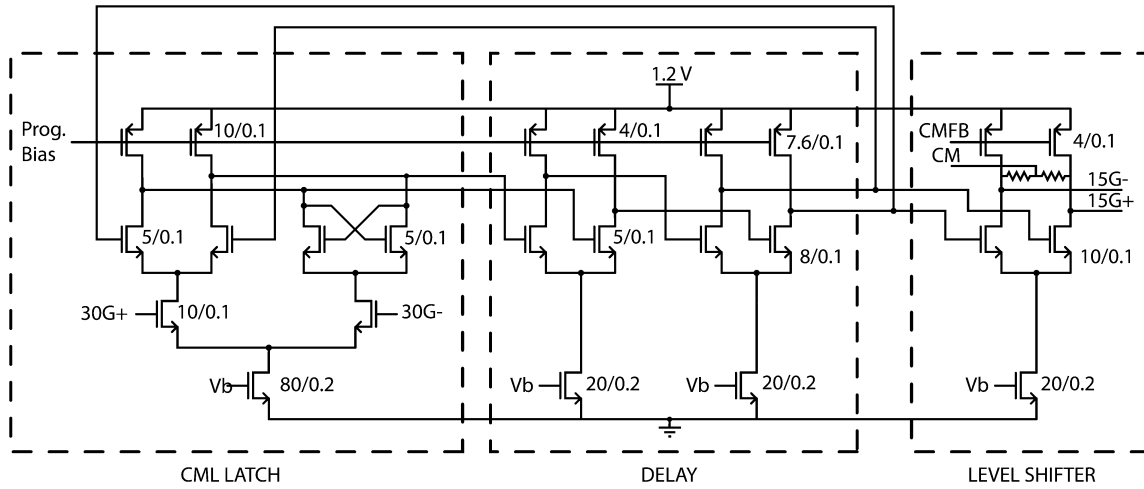 1.2 V
Prog.
Bias
10/0.1
4/0.1
7.6/0.1
CMFB
CM
4/0.1
15G-
15G+
5/0.1
5/0.1
5/0.1
8/0.1
10/0.1
30G+
10/0.1
30G-
Vb
80/0.2
Vb
20/0.2
Vb
20/0.2
Vb
20/0.2
CML LATCH
DELAY
LEVEL SHIFTER